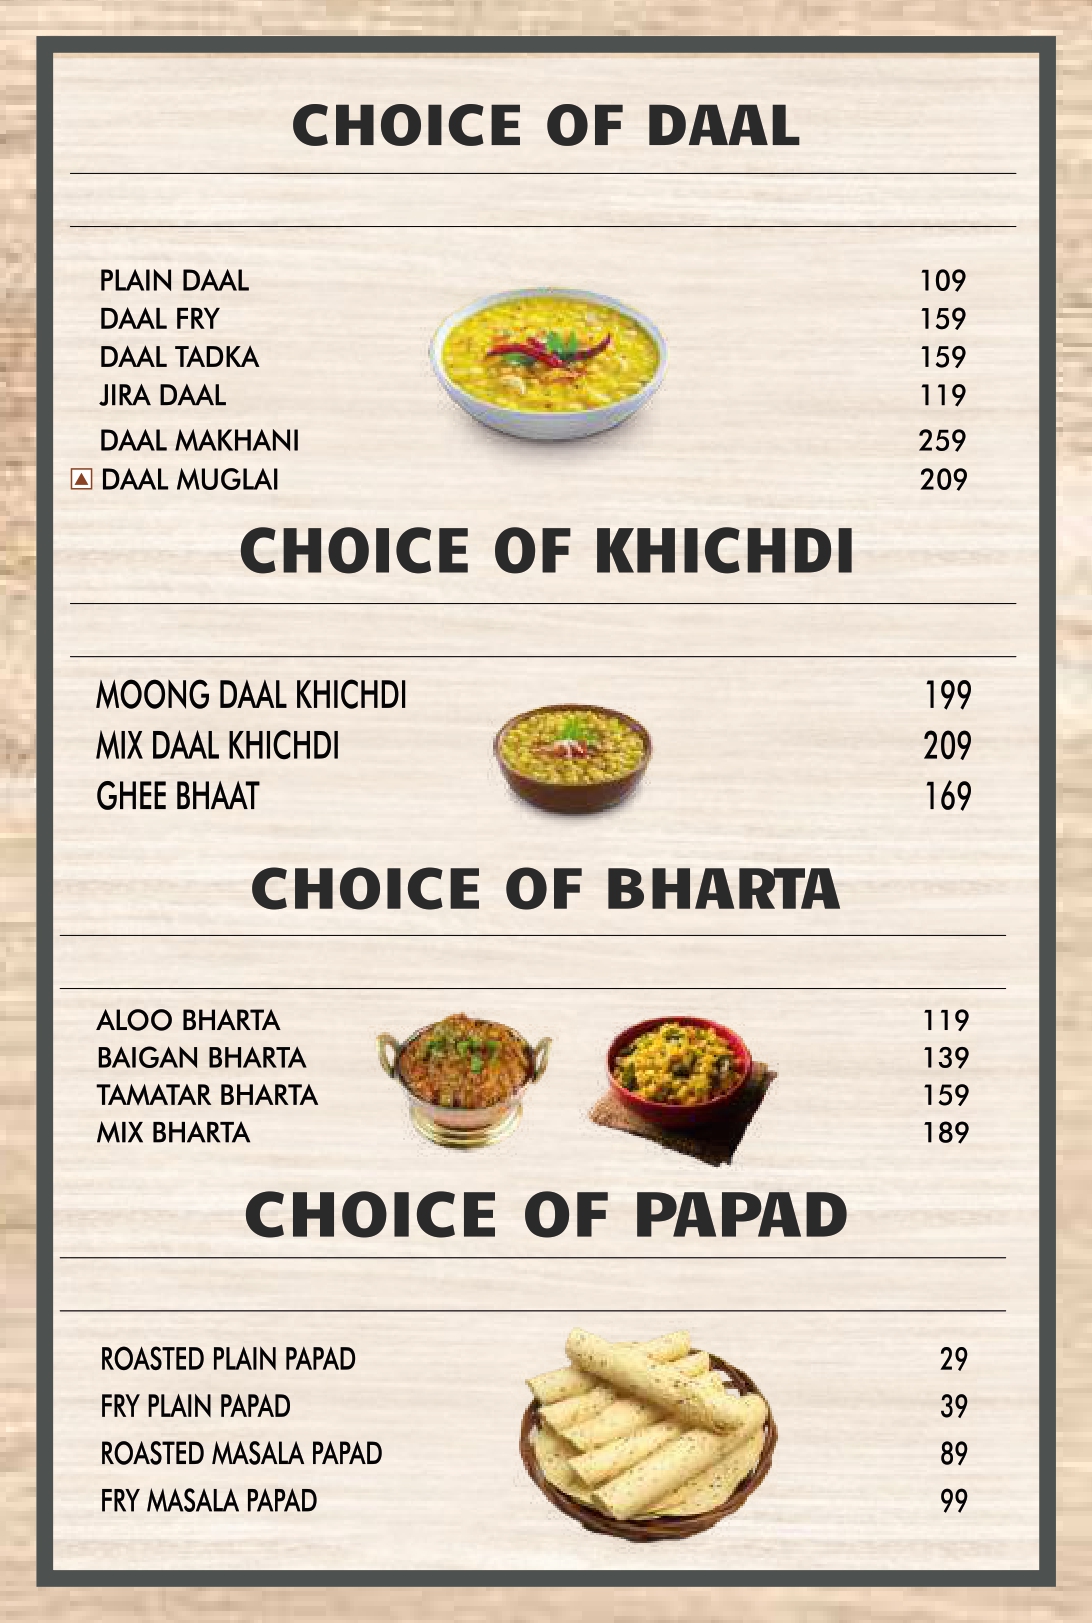 CHOICE OF DAAL
PLAIN DAAL 109
DAAL FRY 159
DAAL TADKA 159
JIRA DAAL 119
DAAL MAKHANI 259
DAAL MUGLAI 209
CHOICE OF KHICHDI
MOONG DAAL KHICHDI 199
MIX DAAL KHICHDI 209
GHEE BHAAT 169
CHOICE OF BHARTA
ALOO BHARTA 119
BAIGAN BHARTA 139
TAMATAR BHARTA 159
MIX BHARTA 189
CHOICE OF PAPAD
ROASTED PLAIN PAPAD 29
FRY PLAIN PAPAD 39
ROASTED MASALA PAPAD 89
FRY MASALA PAPAD 99